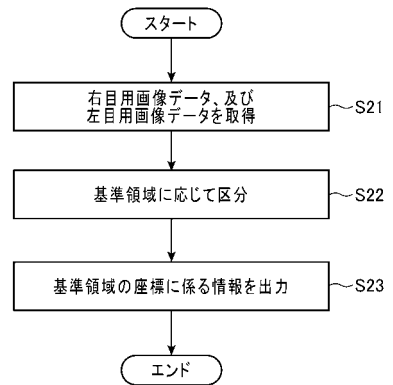 スタート
右目用画像データ、及び
左目用画像データを取得
S21
基準領域に応じて区分
S22
基準領域の座標に係る情報を出力
S23
エンド